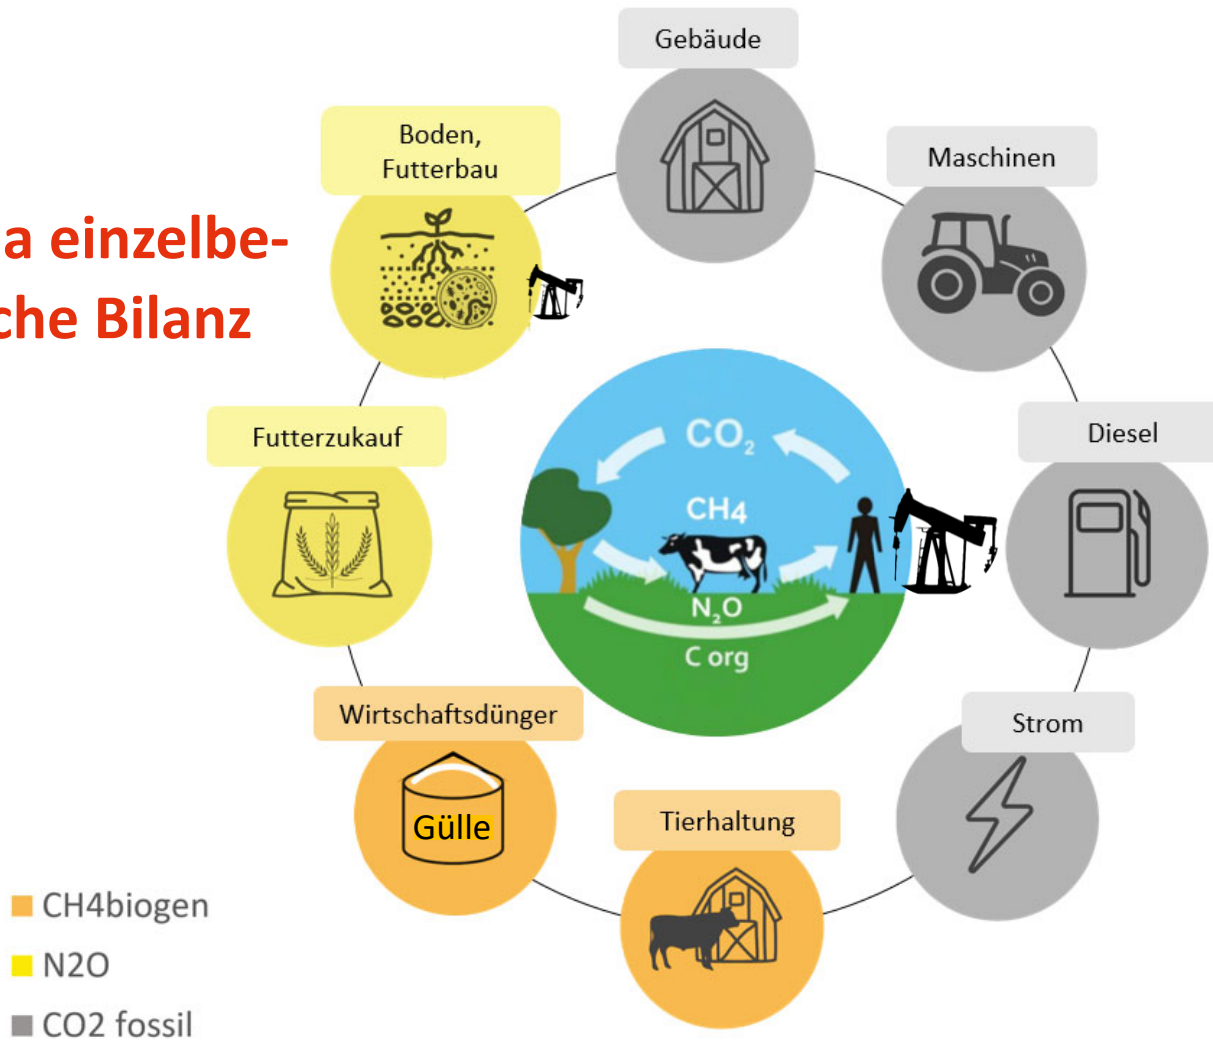 Gebäude
Boden,
Futterbau
Maschinen
a einzelbe-
che Bilanz
Futterzukauf
Diesel
CO₂
CH4
N₂O
C org
Wirtschaftsdünger
Strom
Gülle
Tierhaltung
CH4biogen
N2O
CO2 fossil